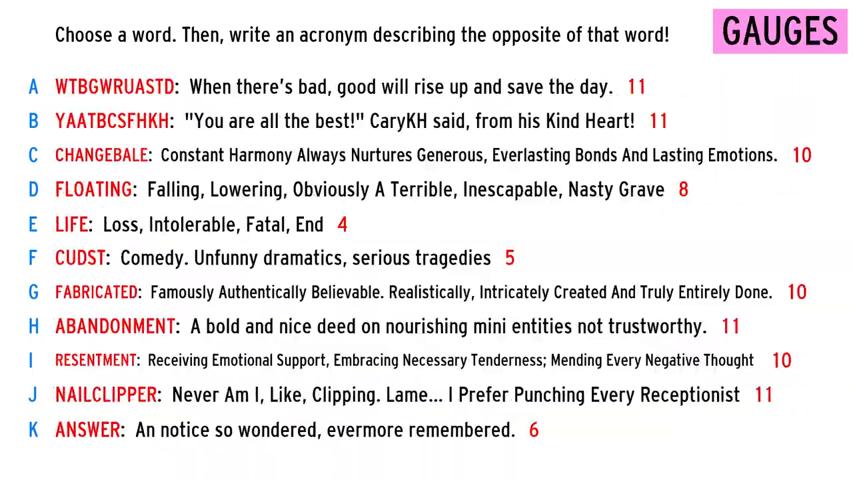 Choose a word. Then, write an acronym describing the opposite of that word!
GAUGES
A WTBGWRUASTD: When there's bad, good will rise up and save the day. 11
B YAATBCSFHKH: "You are all the best!" CaryKH said, from his Kind Heart! 11
C CHANGEBALE: Constant Harmony Always Nurtures Generous, Everlasting Bonds And Lasting Emotions. 10
D FLOATING: Falling, Lowering, Obviously A Terrible, Inescapable, Nasty Grave 8
E LIFE: Loss, Intolerable, Fatal, End 4
F CUDST: Comedy. Unfunny dramatics, serious tragedies 5
G FABRICATED: Famously Authentically Believable. Realistically, Intricately Created And Truly Entirely Done. 10
H ABANDONMENT: A bold and nice deed on nourishing mini entities not trustworthy. 11
I RESENTMENT: Receiving Emotional Support, Embracing Necessary Tenderness; Mending Every Negative Thought 10
J NAILCLIPPER: Never Am I, Like, Clipping. Lame... I Prefer Punching Every Receptionist 11
K ANSWER: An notice so wondered, evermore remembered. 6